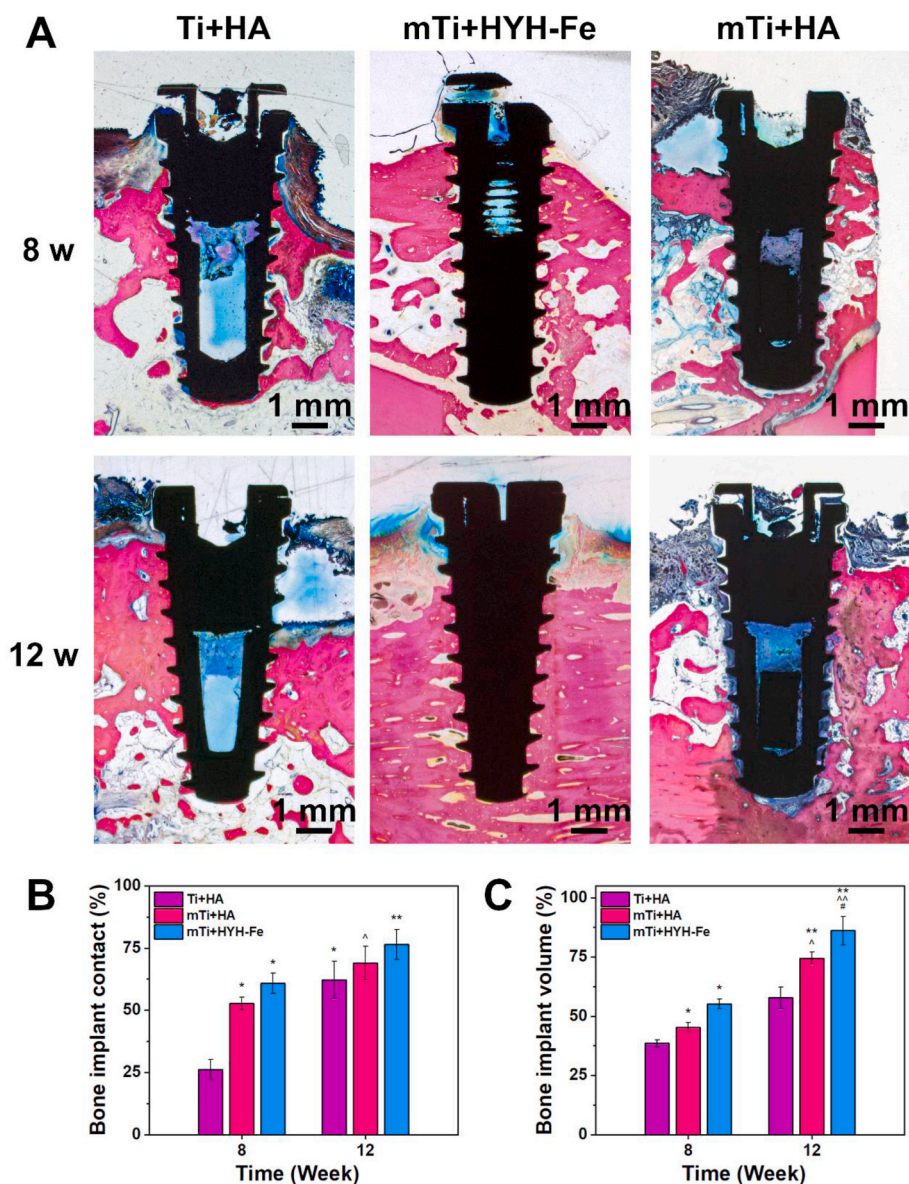 A
Ti+HA
mTi+HYH-Fe
mTi+HA
8 w
1 mm
1 mm
1 mm
12 w
1 mm
1 mm
1 mm
B
Bone implant contact (%)
100
75
50
25
0
Ti+HA
mTi+HA
mTi+HYH-Fe
*
*
*
^
**
8
12
Time (Week)
C
Bone implant volume (%)
100
75
50
25
0
Ti+HA
mTi+HA
mTi+HYH-Fe
*
*
**
^
**
^^
#
8
12
Time (Week)